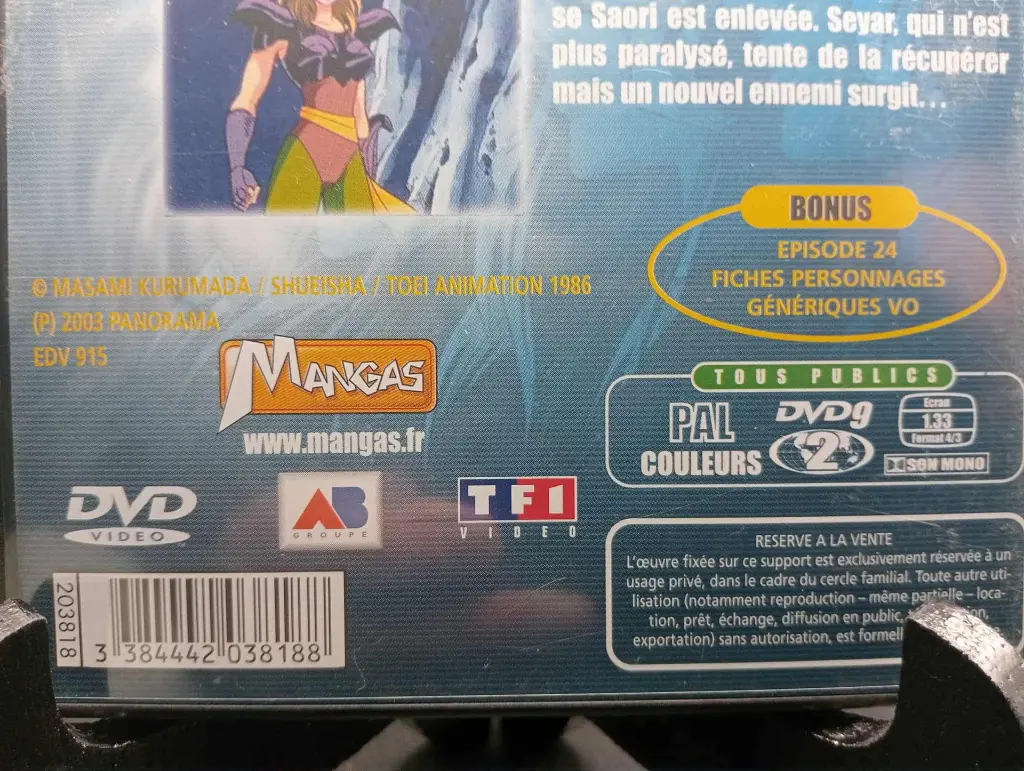 se Saori est enlevée. Seyar, qui n'est
plus paralysé, tente de la récupérer
mais un nouvel ennemi surgit...
BONUS
EPISODE 24
FICHES PERSONNAGES
GÉNÉRIQUES VO
© MASAMI KURUMADA / SHUEISHA / TOEI ANIMATION 1986
(P) 2003 PANORAMA
EDV 915
MANGAS
www.mangas.fr
TOUS PUBLICS
PAL
COULEURS
DVD9
2
Ecran
1.33
Format 4/3
SON MONO
DVD
VIDEO
AB
GROUPE
TF1
VIDEO
RESERVE A LA VENTE
L'œuvre fixée sur ce support est exclusivement réservée à un
usage privé, dans le cadre du cercle familial. Toute autre uti-
lisation (notamment reproduction – même partielle – loca-
tion, prêt, échange, diffusion en public,
exportation) sans autorisation, est formel
203818
3 384442 038188